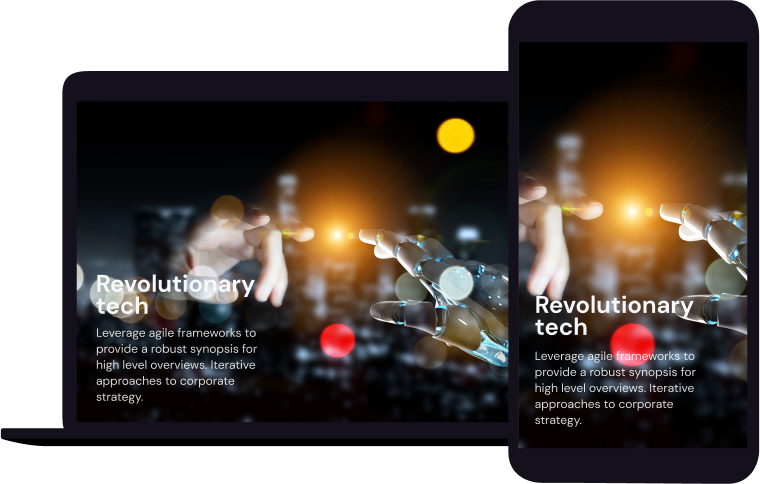 Revolutionary
tech
Leverage agile frameworks to
provide a robust synopsis for
high level overviews. Iterative
approaches to corporate
strategy.
Revolutionary
tech
Leverage agile frameworks to
provide a robust synopsis for
high level overviews. Iterative
approaches to corporate
strategy.